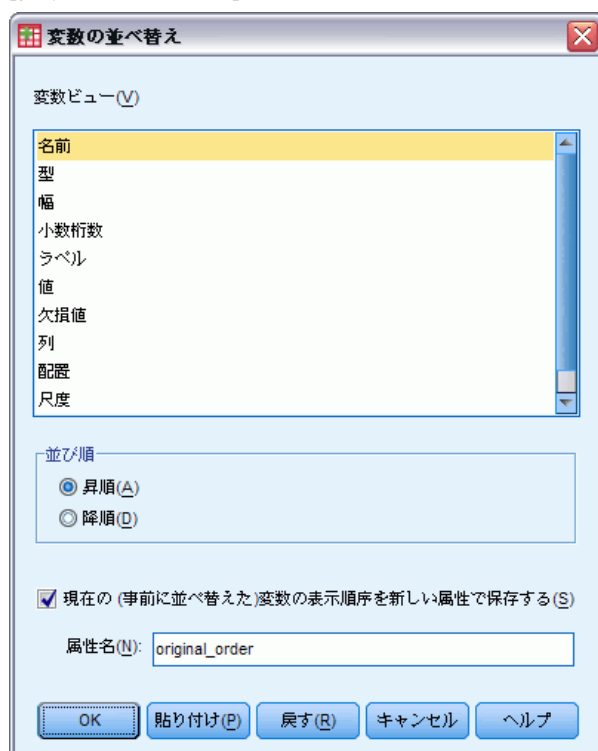 変数の並べ替え
変数ビュー(V)
名前
型
幅
小数桁数
ラベル
値
欠損値
列
配置
尺度
並び順
昇順(A)
降順(D)
現在の (事前に並べ替えた)変数の表示順序を新しい属性で保存する(S)
属性名(N): original_order
OK 貼り付け(P) 戻す(R) キャンセル ヘルプ